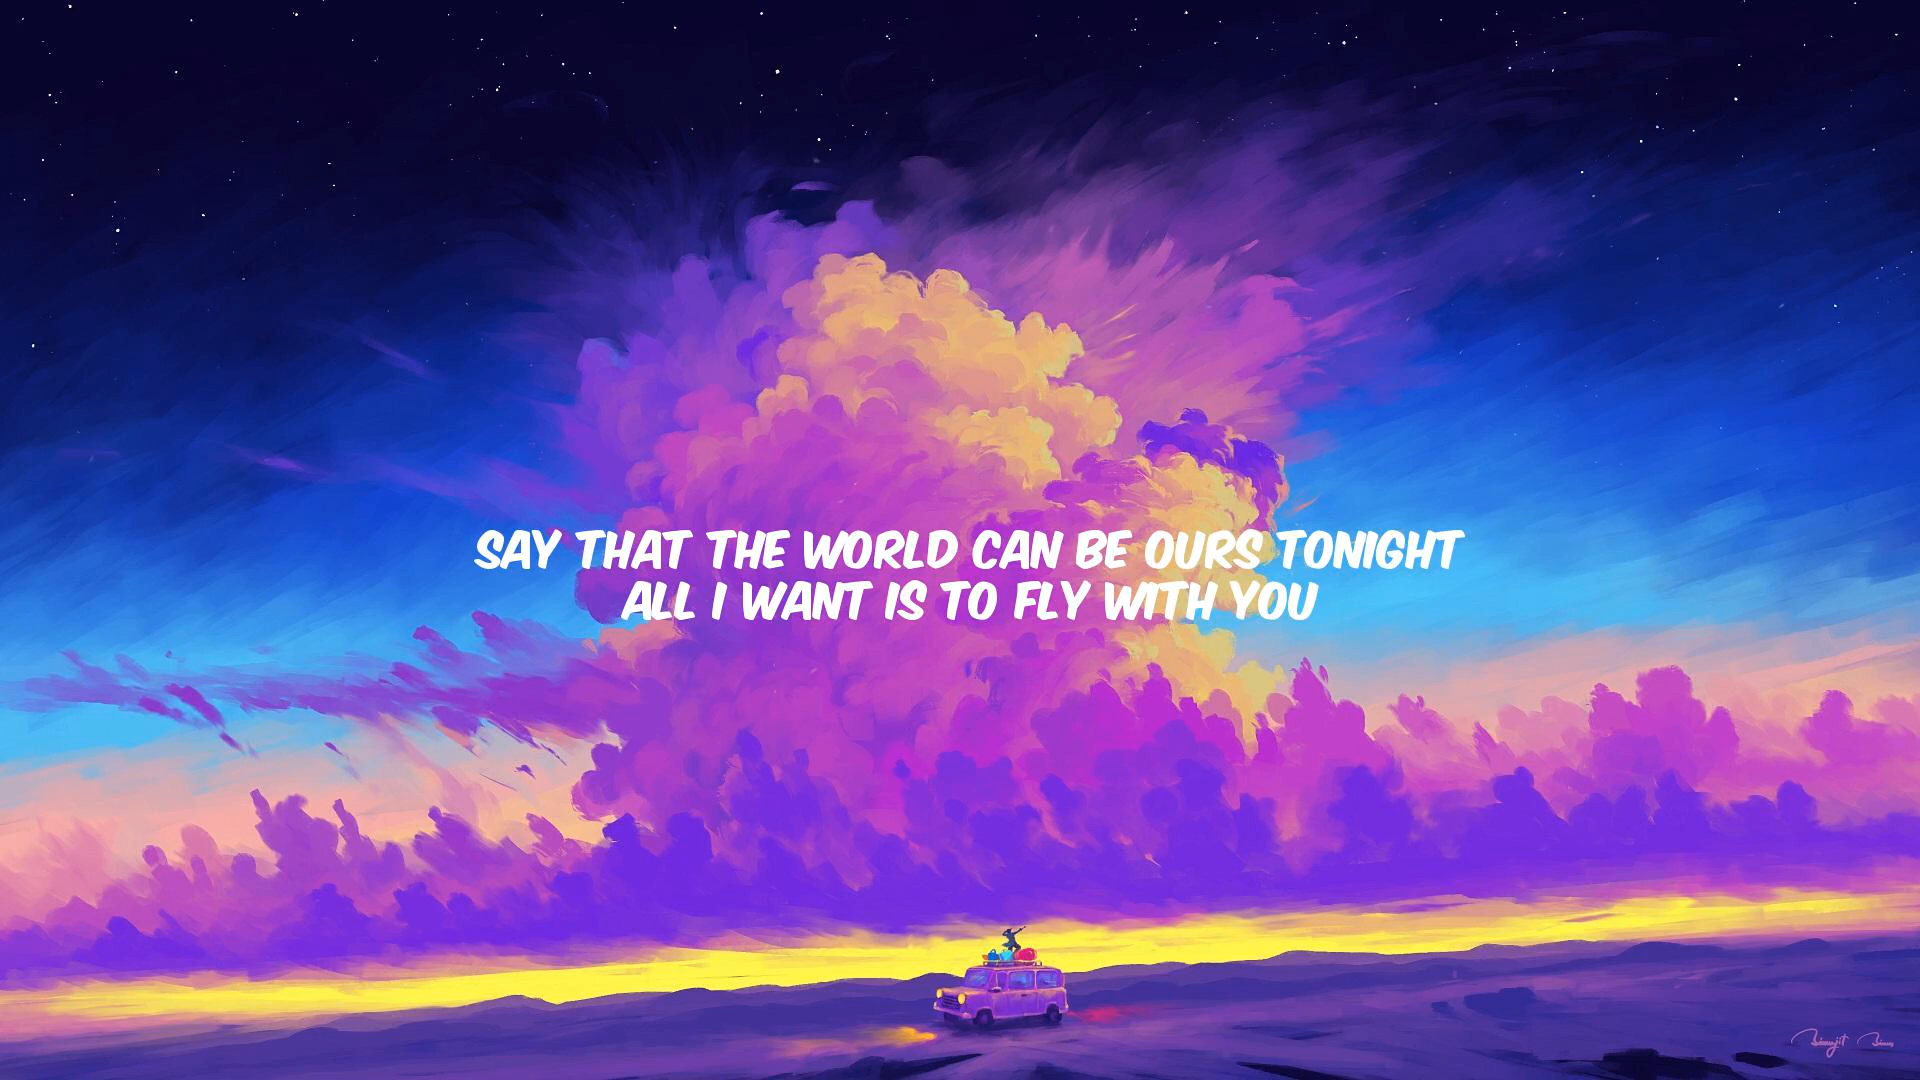 SAY THAT THE WORLD CAN BE OURS TONIGHT
ALL I WANT IS TO FLY WITH YOU